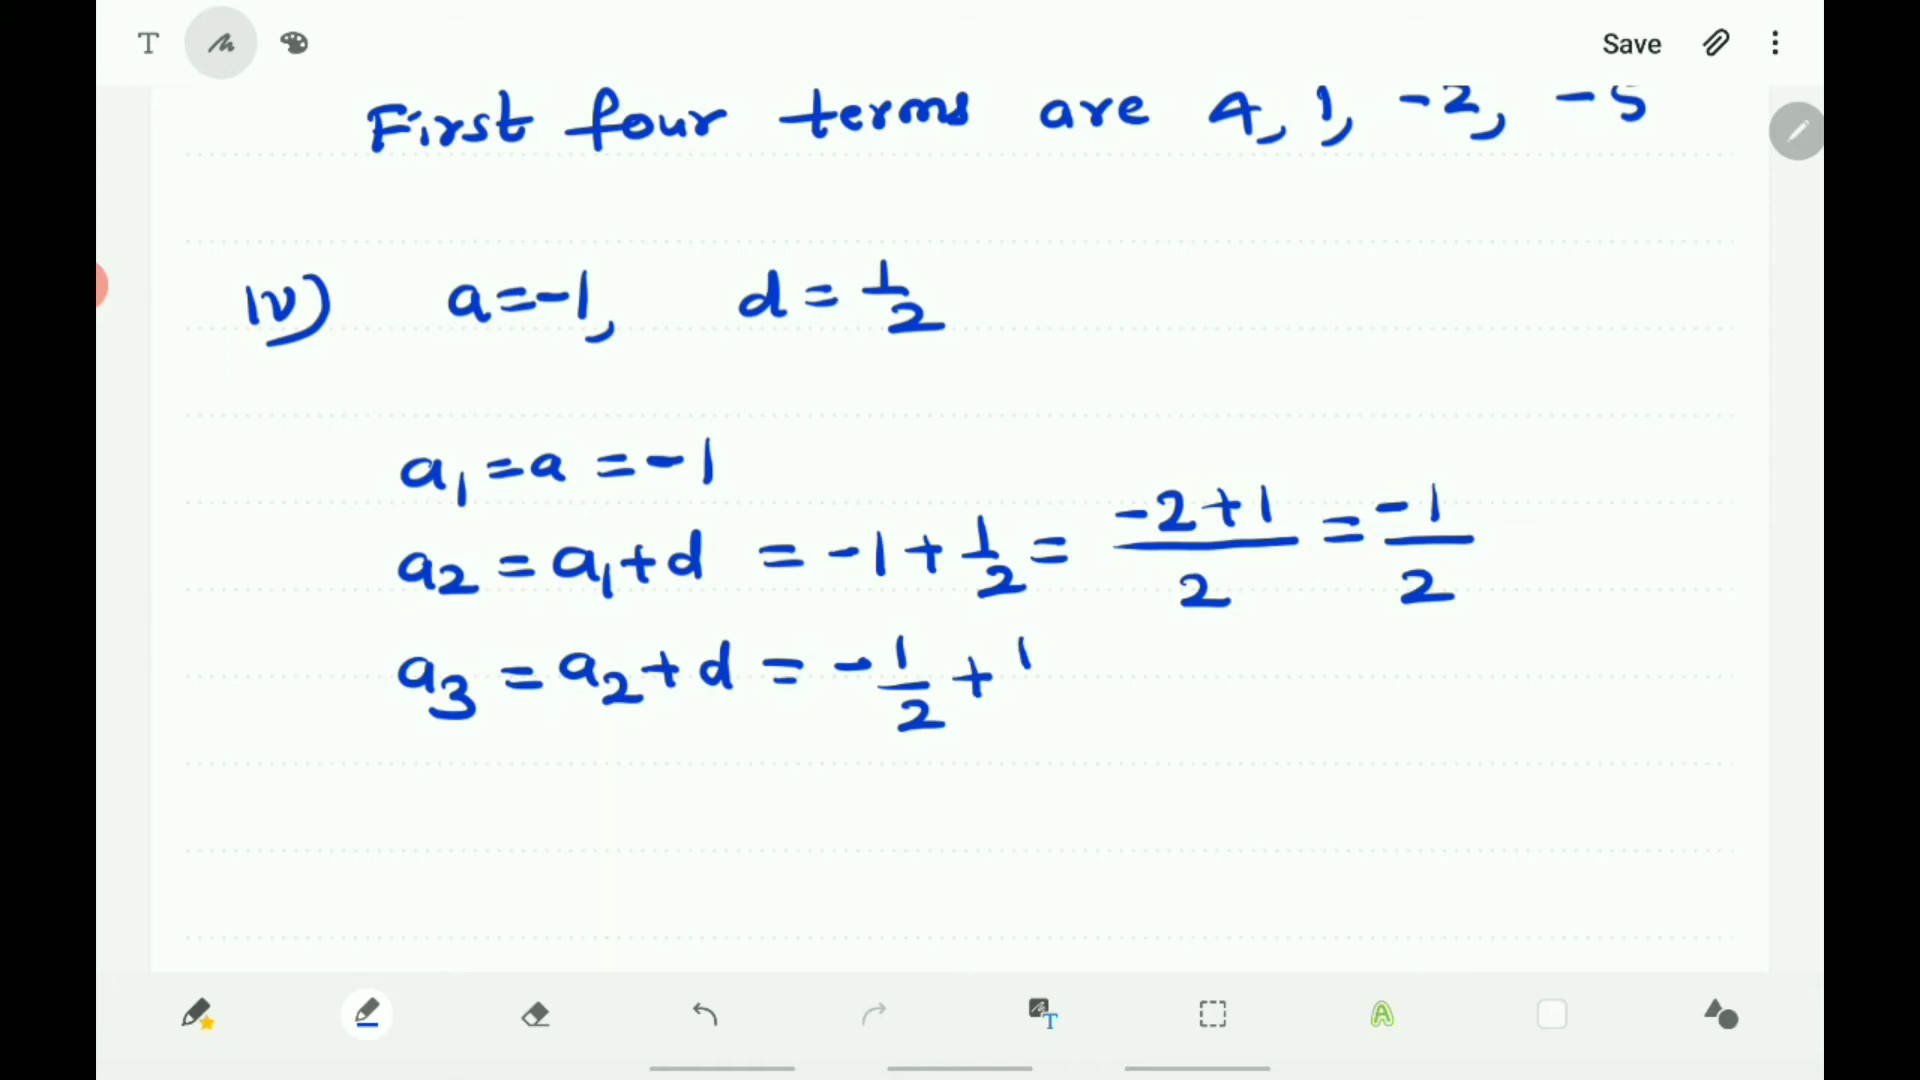 T Save
First four terms are 4, 1, -2, -5
iv) a=-1, d=1/2
a₁=a=-1
a₂=a₁+d=-1+1/2=(-2+1)/2=-1/2
a₃=a₂+d=-1/2+1
T A